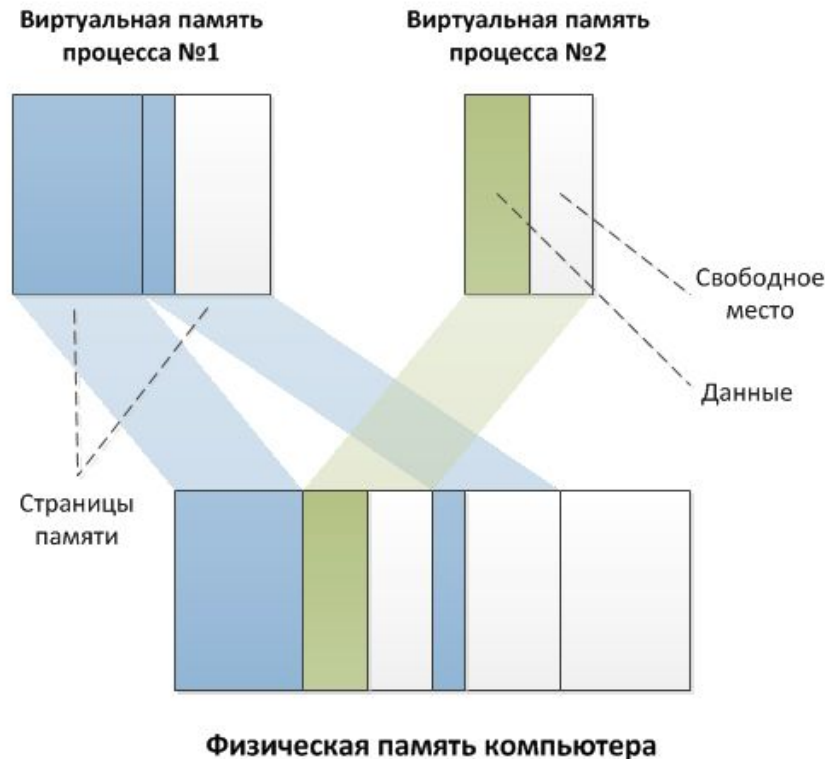 Виртуальная память
процесса №1
Виртуальная память
процесса №2
Свободное
место
Данные
Страницы
памяти
Физическая память компьютера